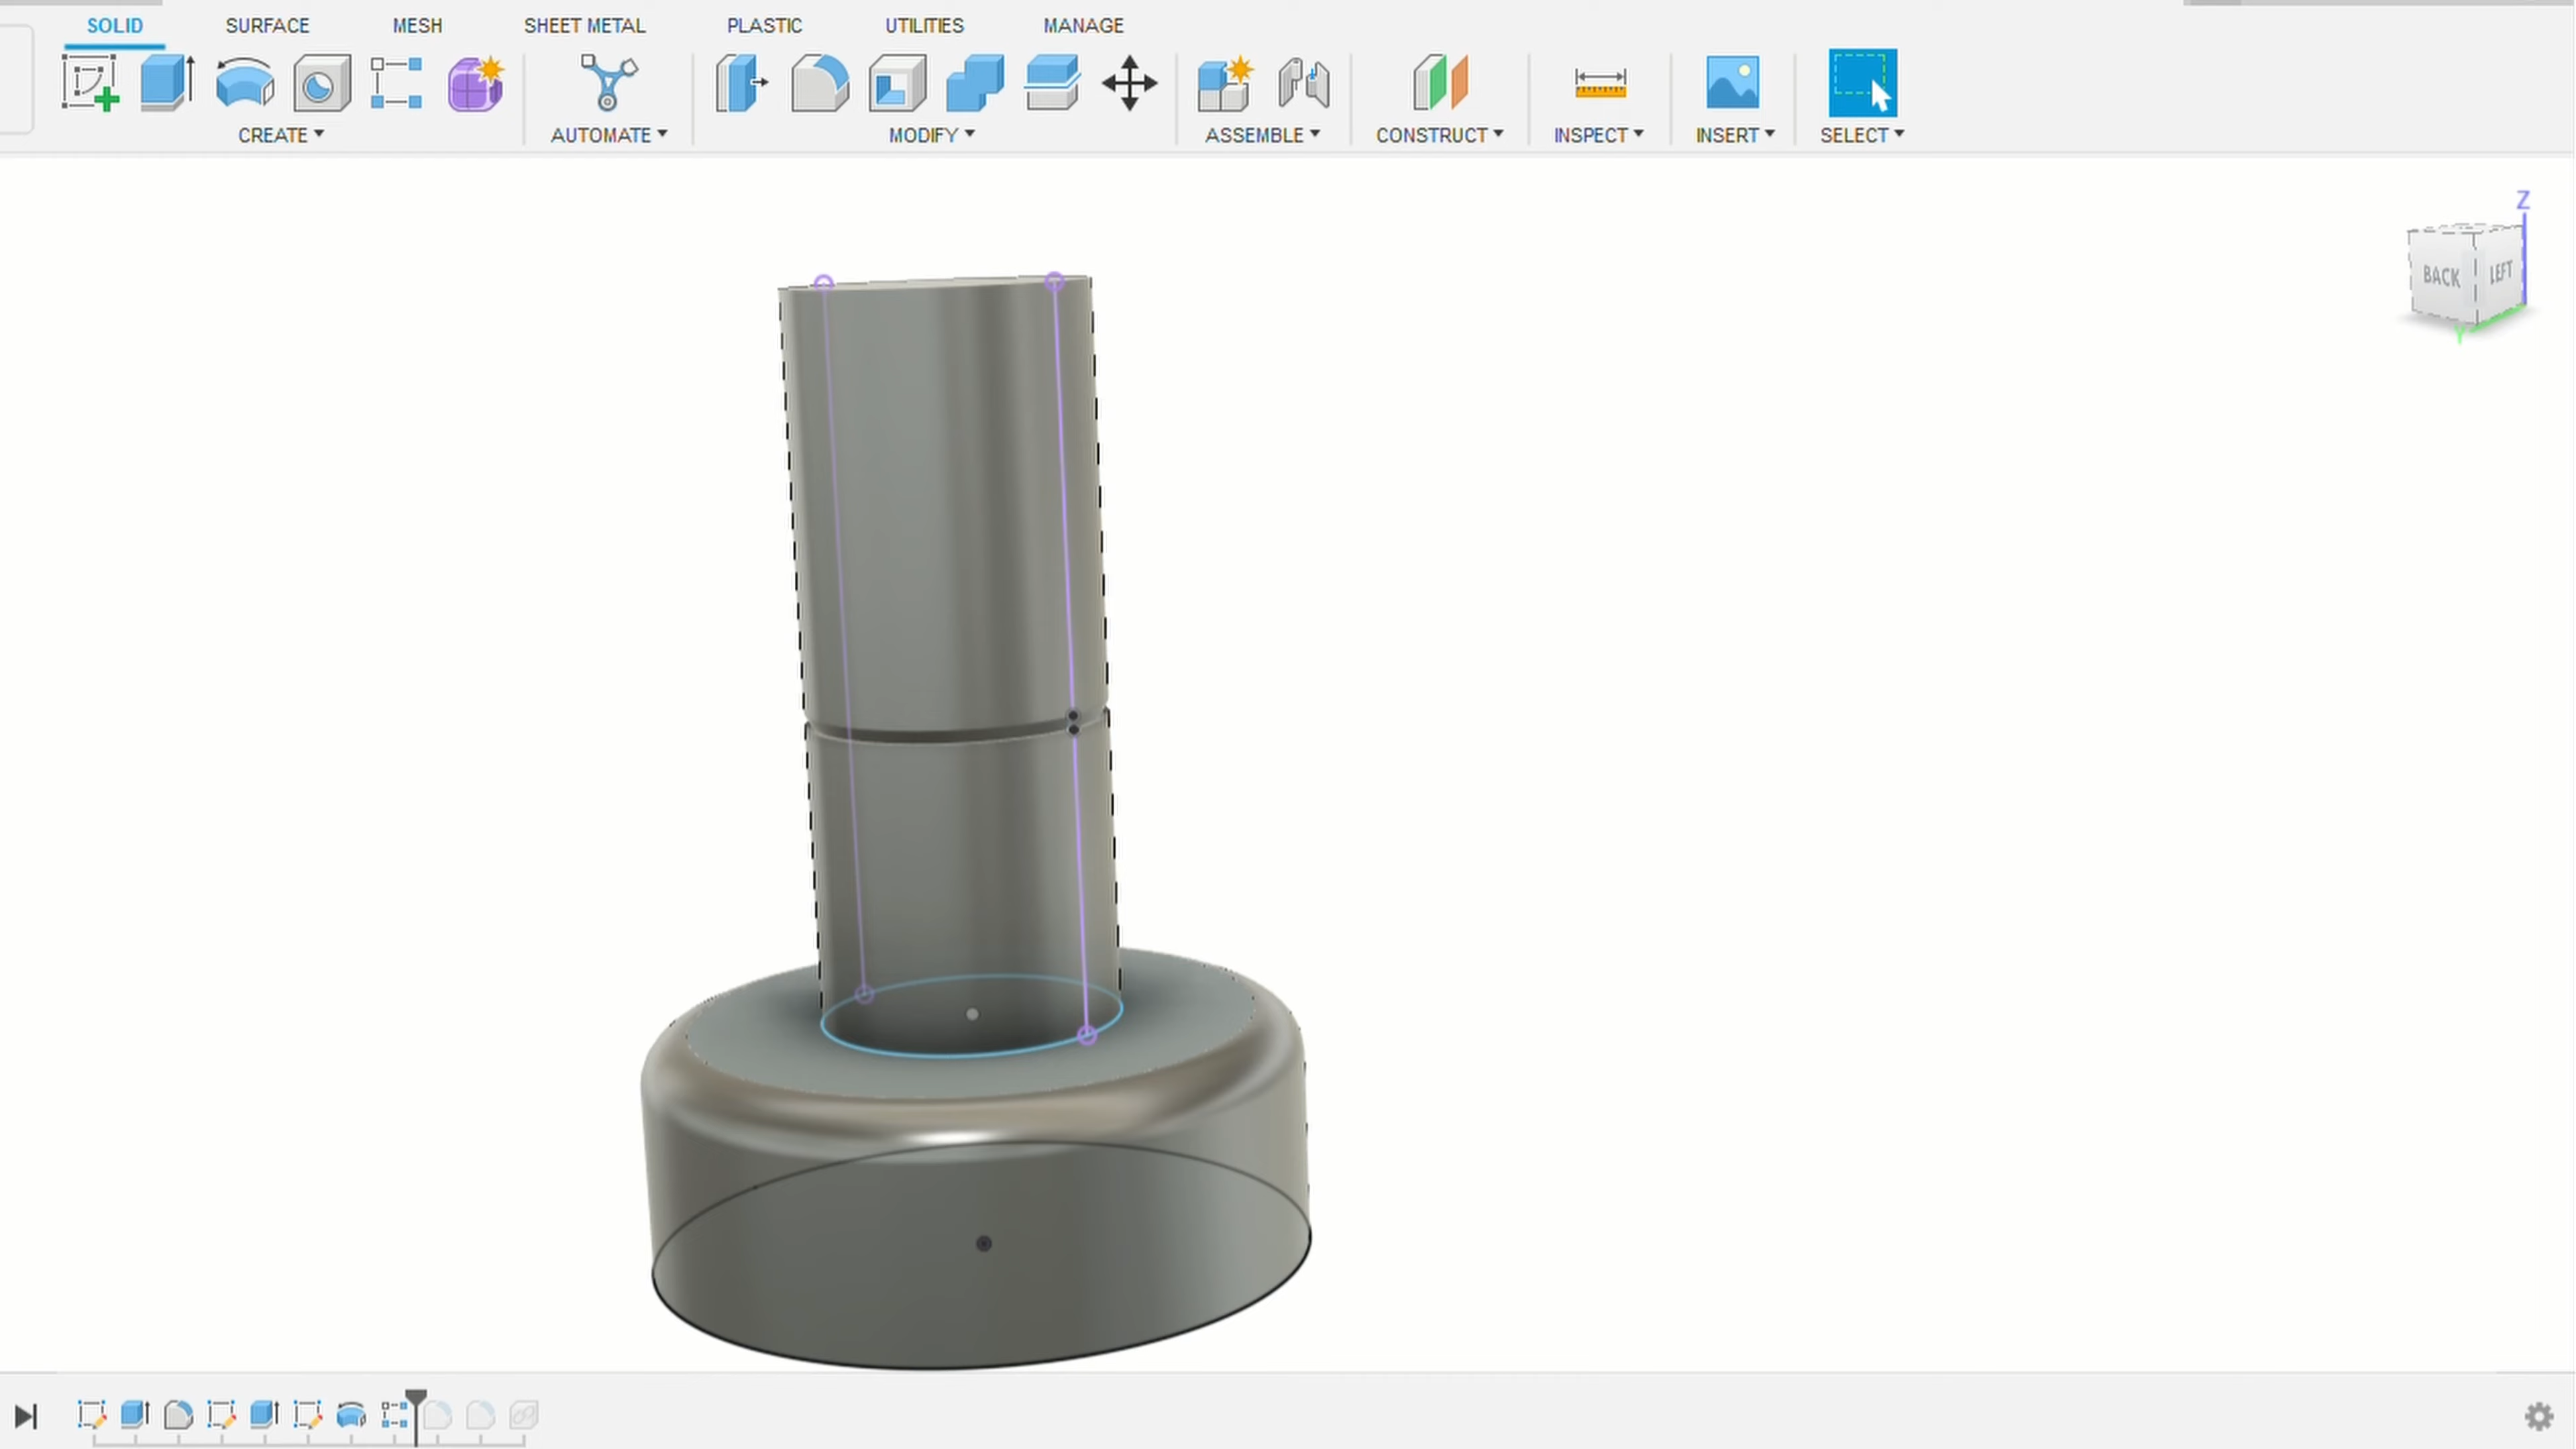 SOLID SURFACE MESH SHEET METAL PLASTIC UTILITIES MANAGE
CREATE AUTOMATE MODIFY ASSEMBLE CONSTRUCT INSPECT INSERT SELECT
Z
BACK LEFT
Y